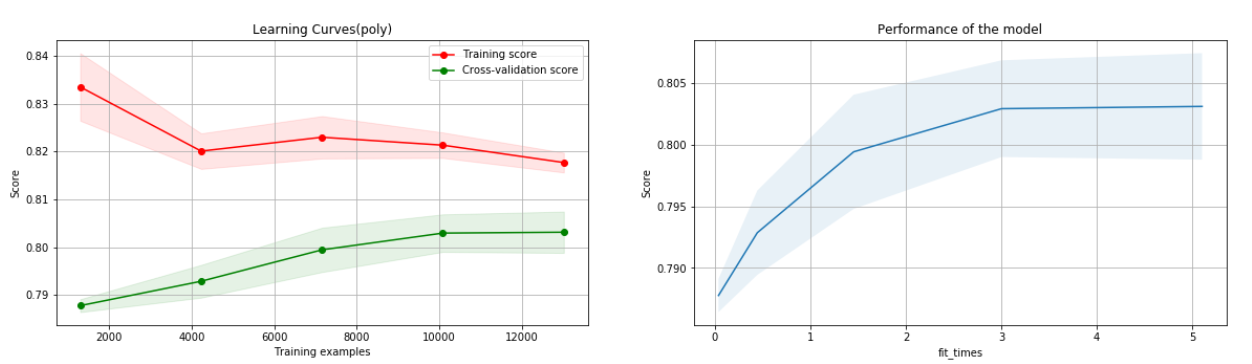 Learning Curves(poly)
Training score
Cross-validation score
0.84
0.83
0.82
0.81
0.80
0.79
Score
2000 4000 6000 8000 10000 12000
Training examples
Performance of the model
0.805
0.800
0.795
0.790
Score
0 1 2 3 4 5
fit_times